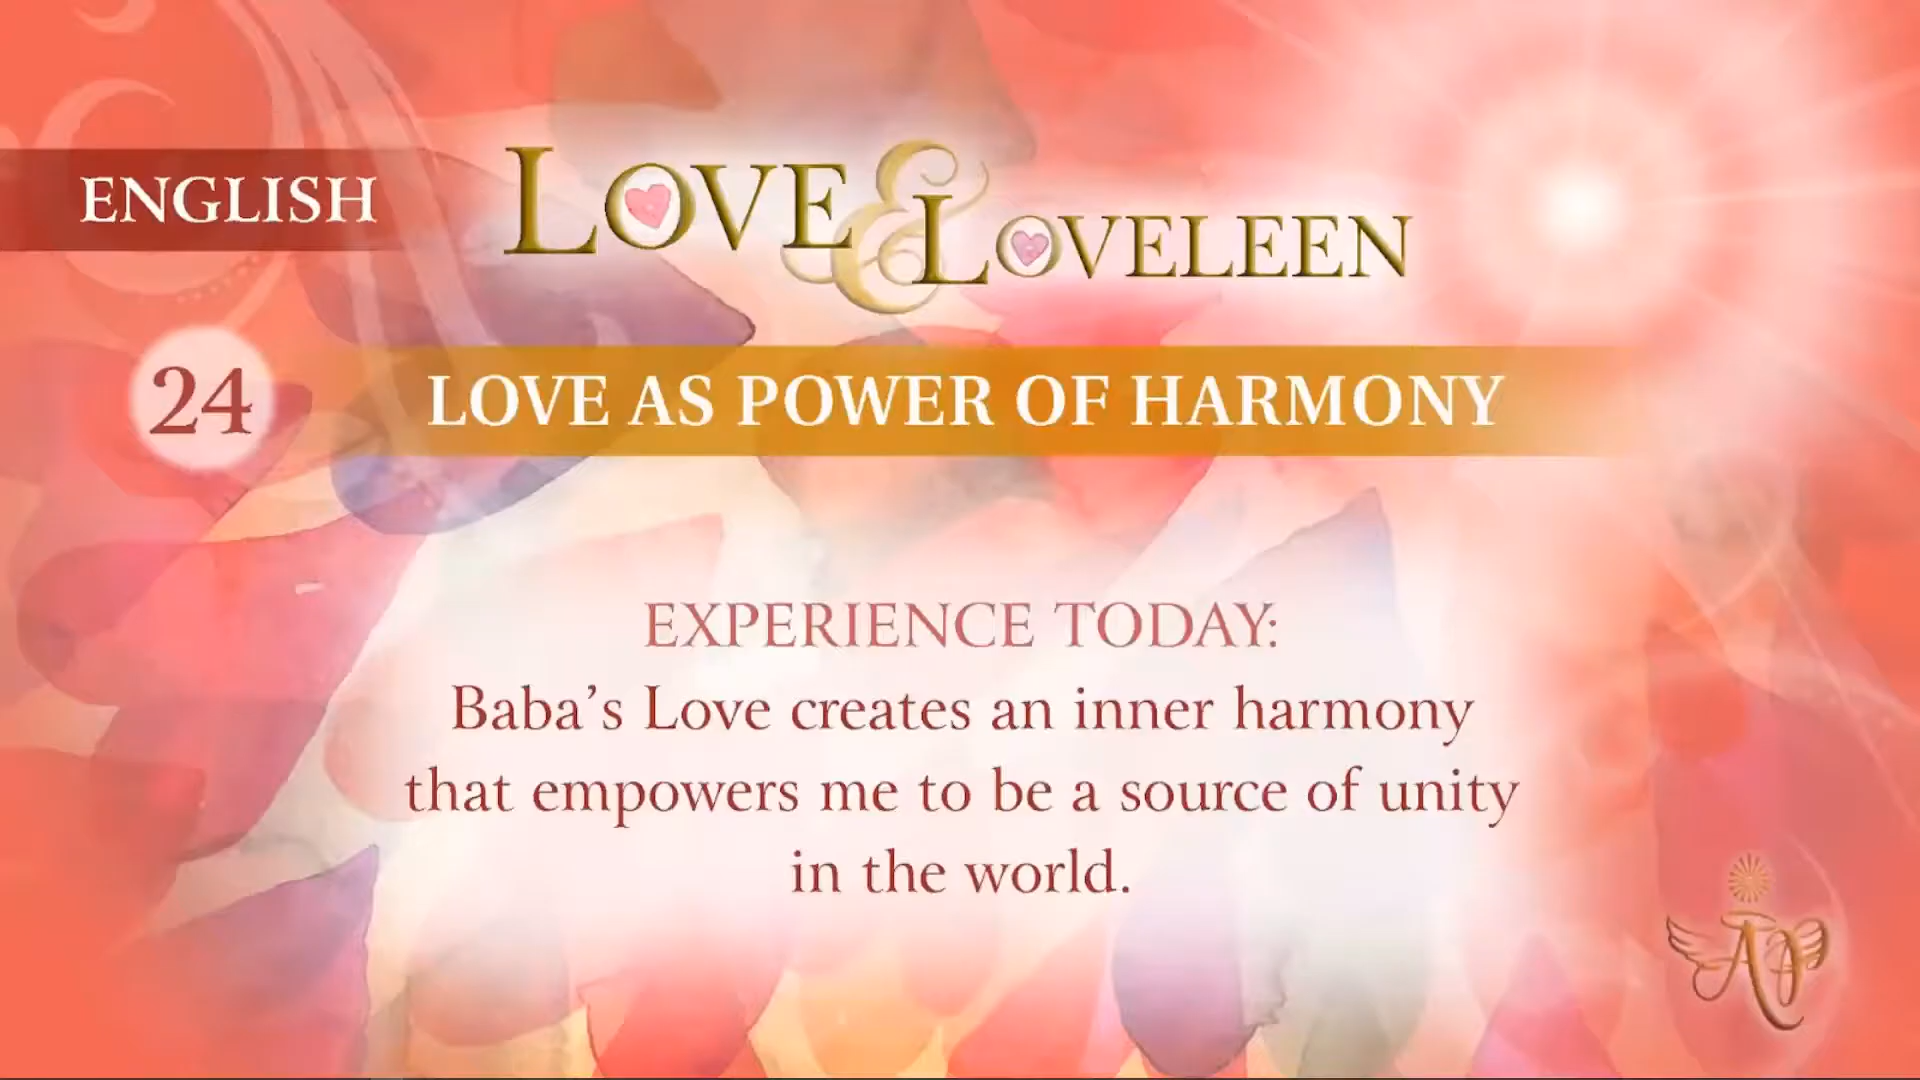 ENGLISH
LOVE & LOVELEEN
24
LOVE AS POWER OF HARMONY
EXPERIENCE TODAY:
Baba’s Love creates an inner harmony
that empowers me to be a source of unity
in the world.
AP